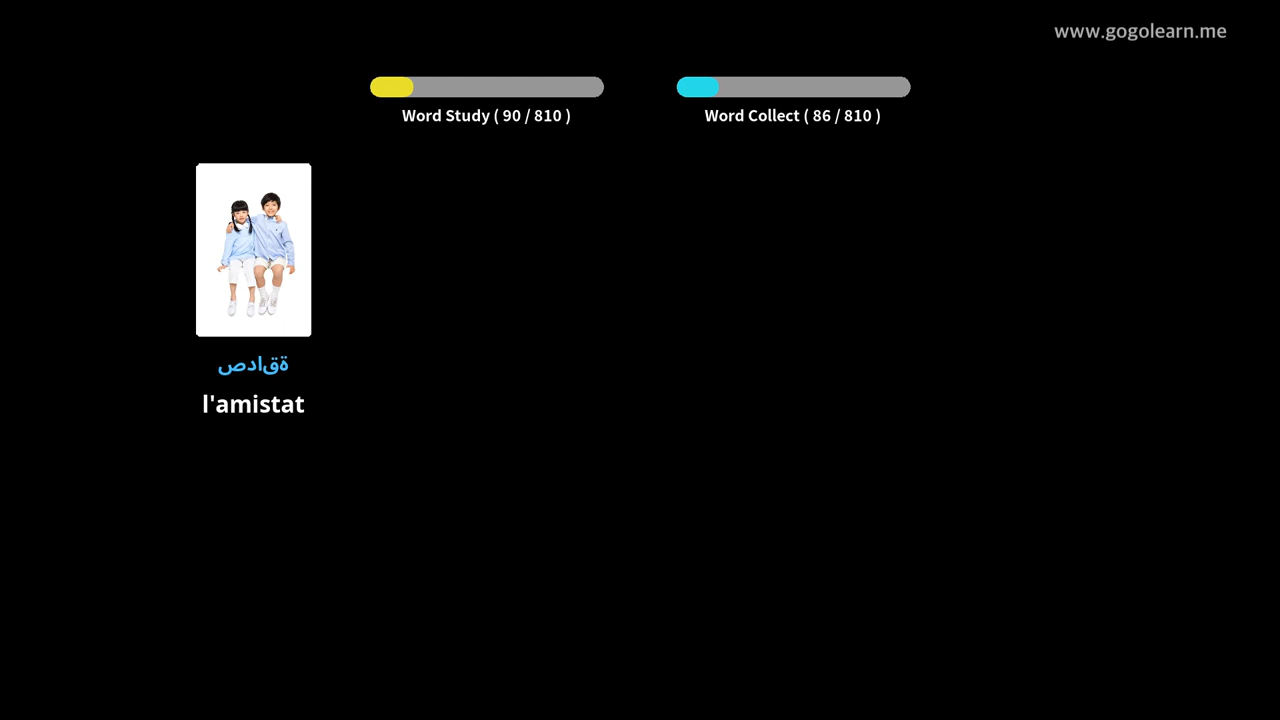 www.gogolearn.me
Word Study ( 90 / 810 )
Word Collect ( 86 / 810 )
ةقادص
l'amistat